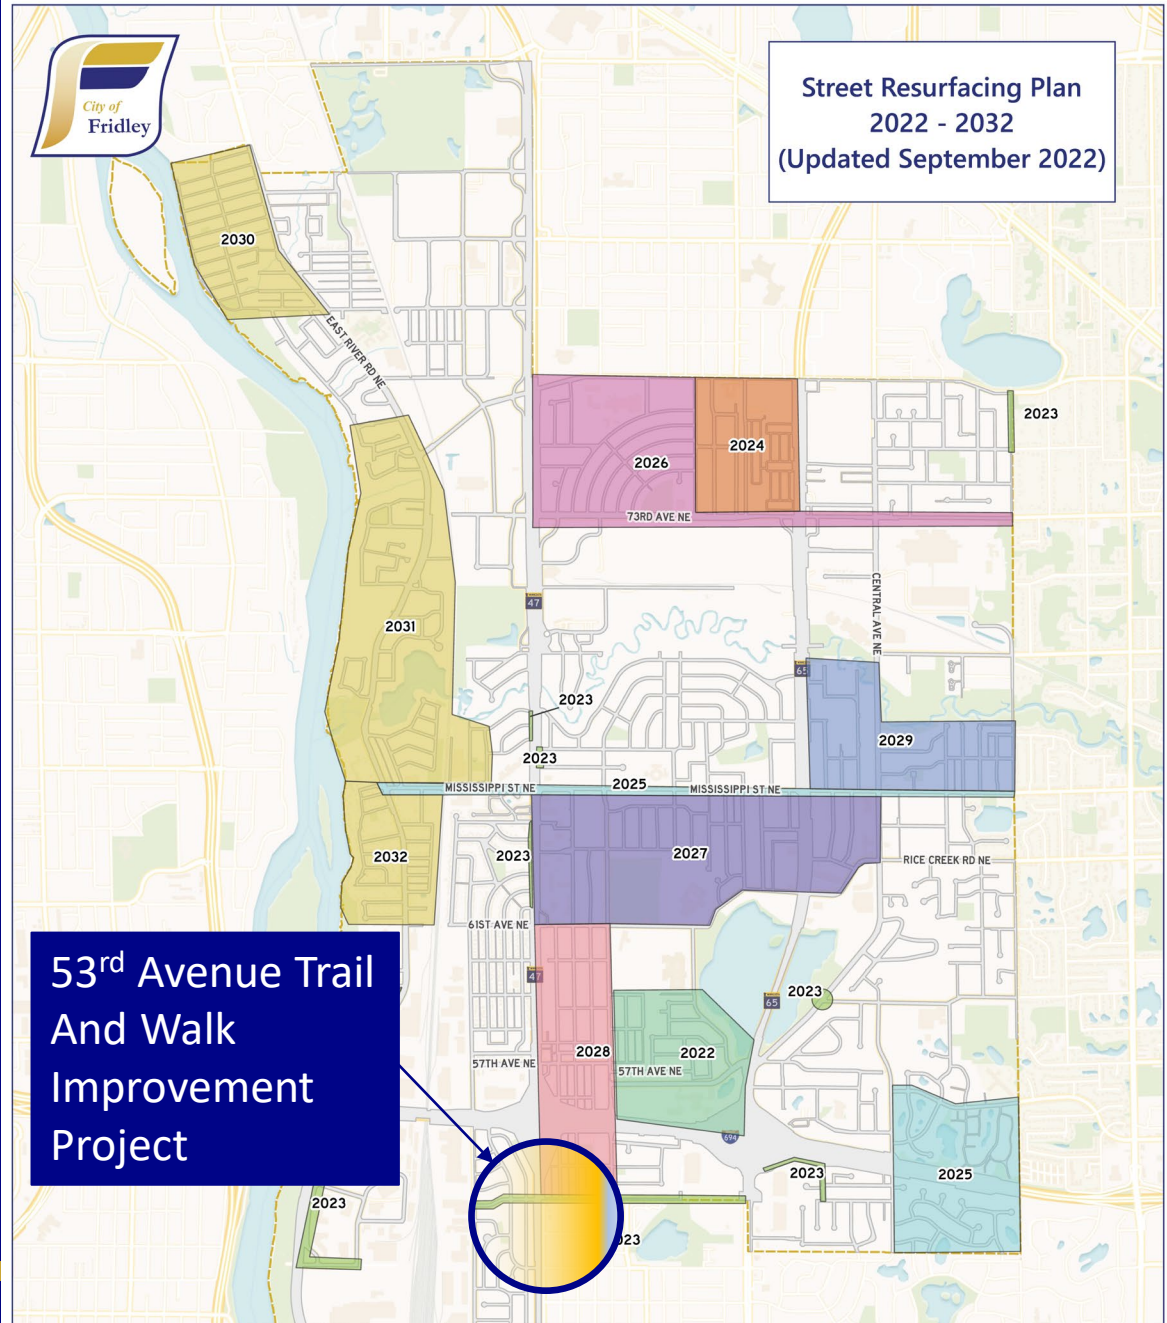 City of
Fridley
Street Resurfacing Plan
2022 - 2032
(Updated September 2022)
2030
EAST RIVER RD NE
2023
2024
2026
73RD AVE NE
CENTRAL AVE NE
47
2031
65
2023
2029
2023
2025
MISSISSIPPI ST NE
MISSISSIPPI ST NE
2027
2032
2023
RICE CREEK RD NE
61ST AVE NE
53rd Avenue Trail
And Walk
Improvement
Project
47
65
2023
2028
2022
57TH AVE NE
57TH AVE NE
694
2023
2025
2023
023